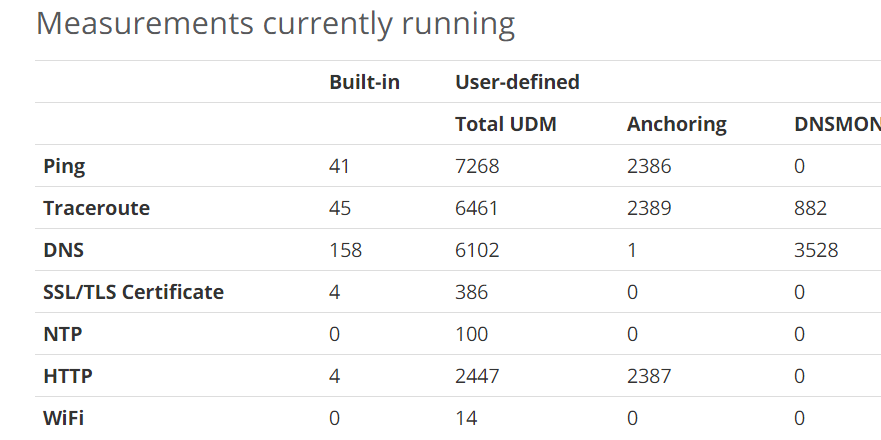 Measurements currently running
Built-in User-defined
Total UDM Anchoring DNSMON
Ping 41 7268 2386 0
Traceroute 45 6461 2389 882
DNS 158 6102 1 3528
SSL/TLS Certificate 4 386 0 0
NTP 0 100 0 0
HTTP 4 2447 2387 0
WiFi 0 14 0 0